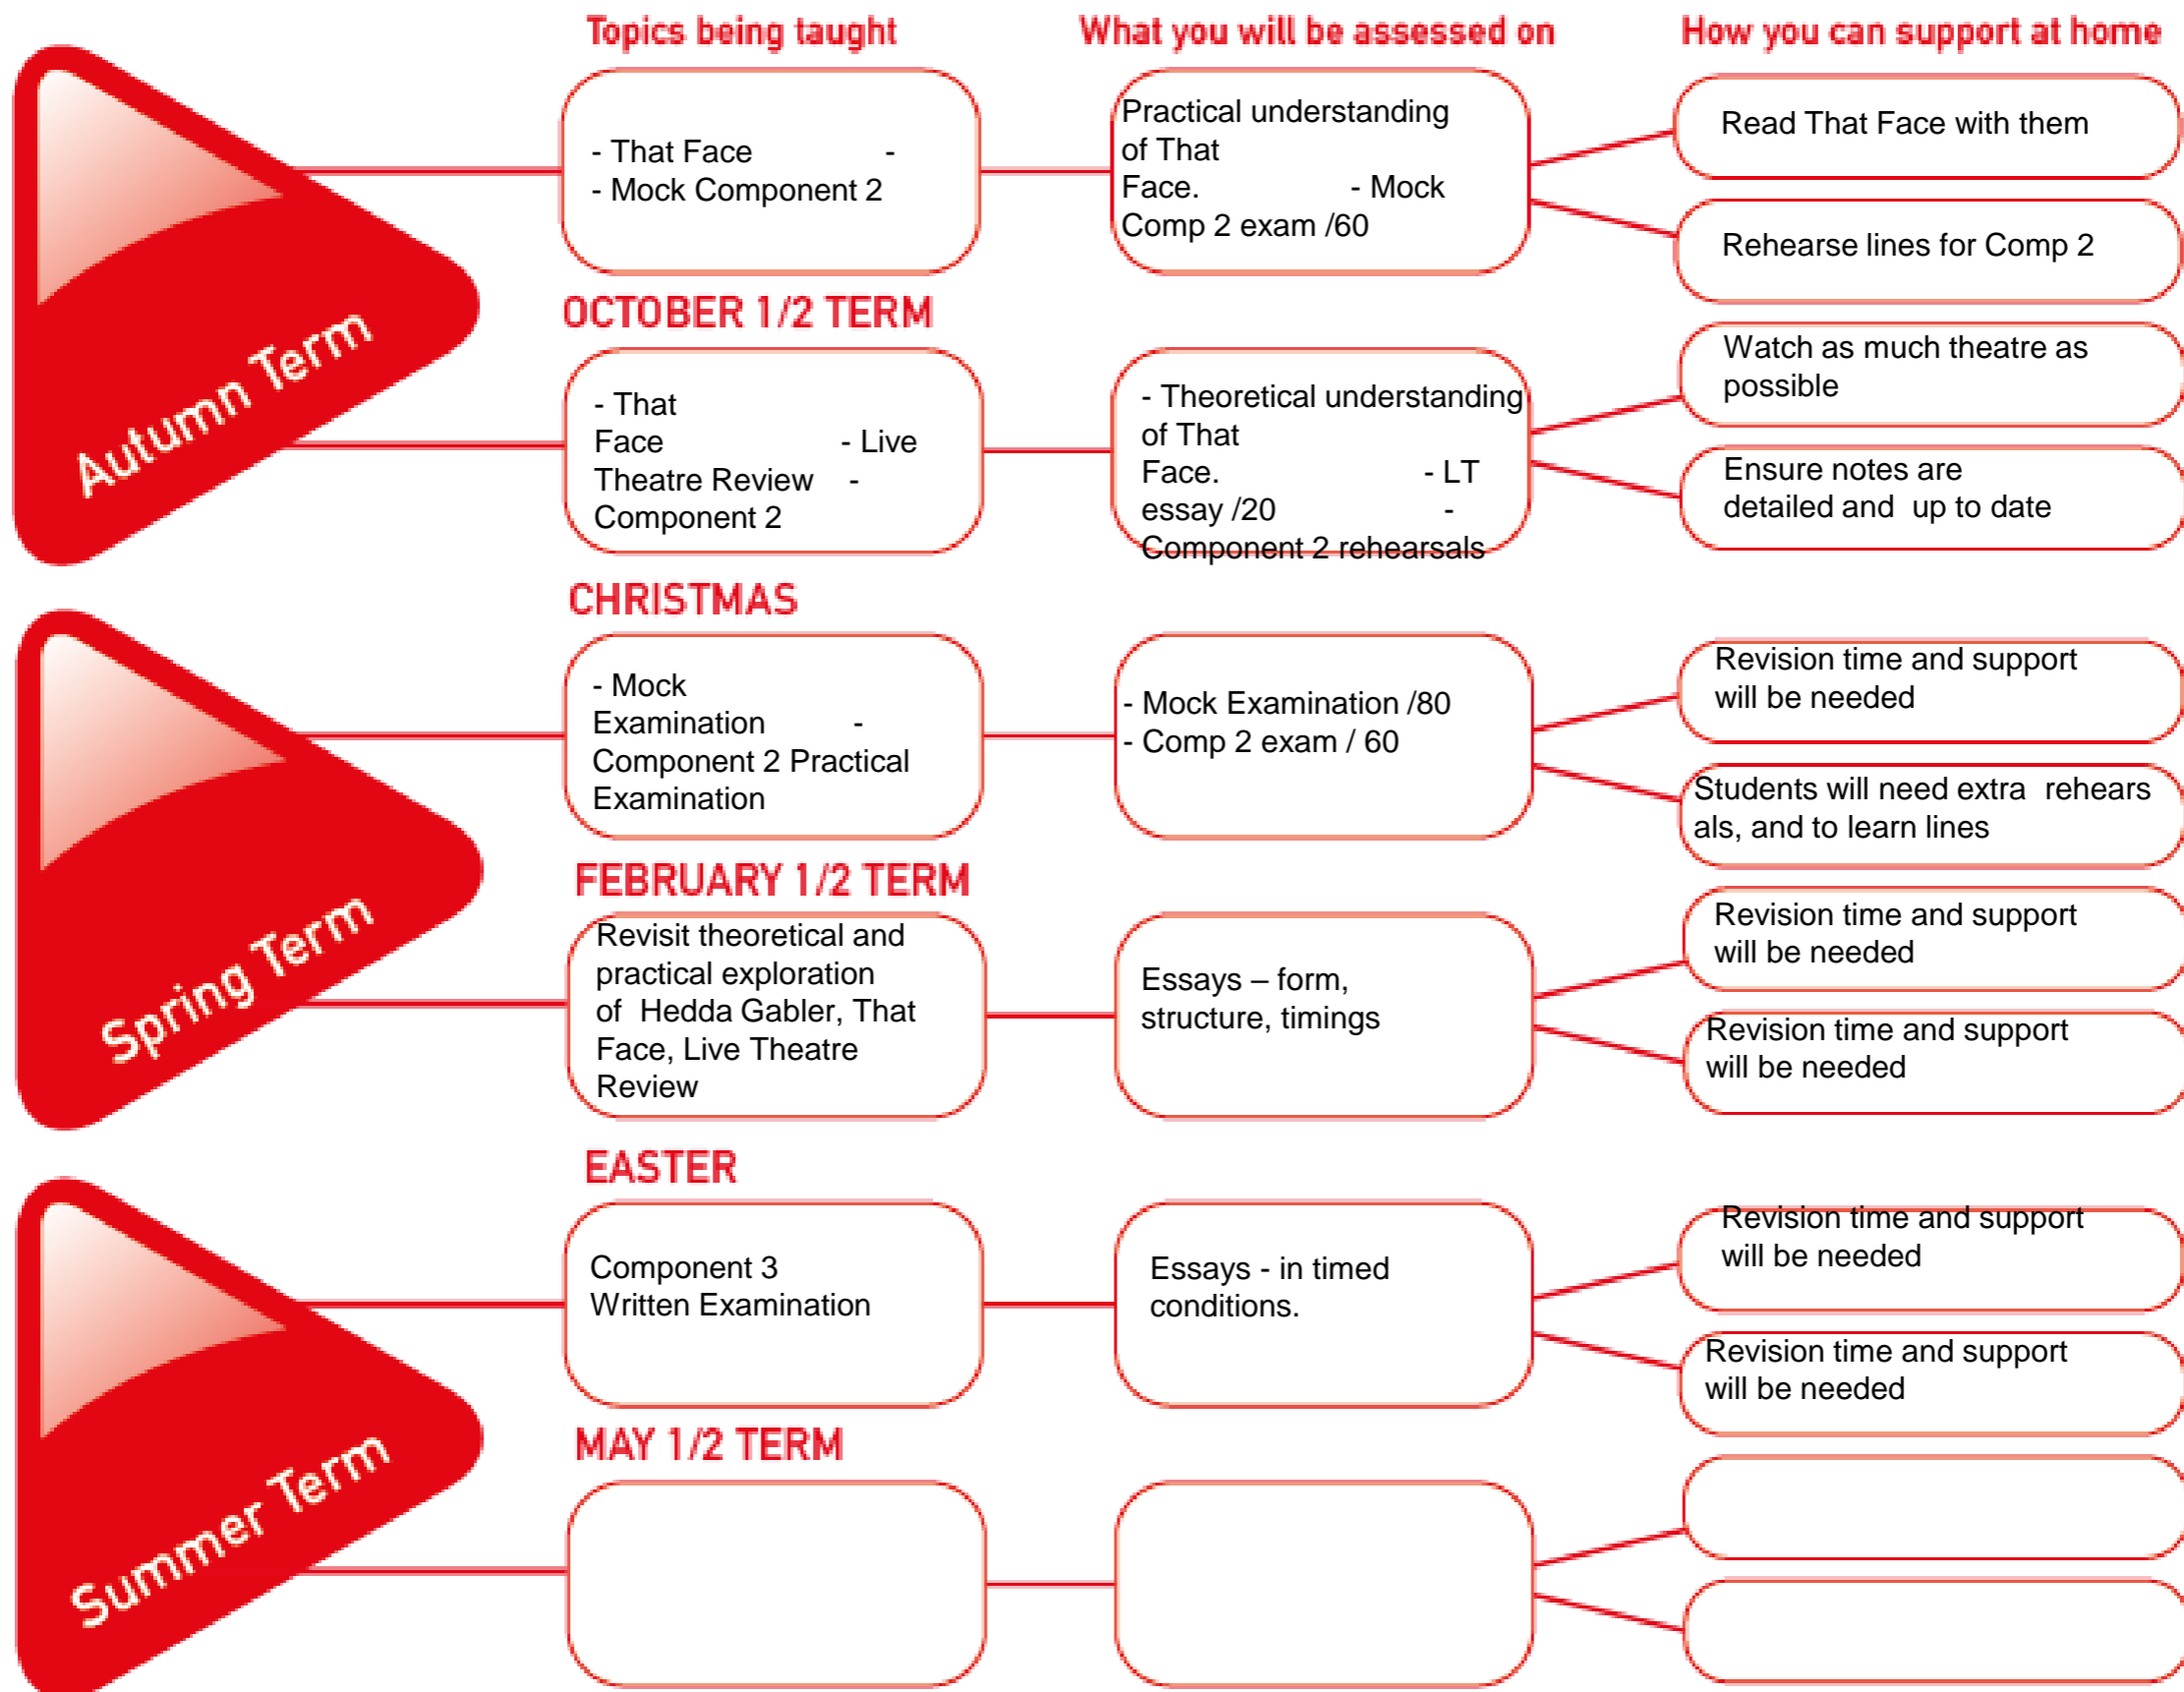 Topics being taught
What you will be assessed on
How you can support at home
Autumn Term
- That Face -
- Mock Component 2
Practical understanding
of That
Face. - Mock
Comp 2 exam /60
Read That Face with them
Rehearse lines for Comp 2
OCTOBER 1/2 TERM
- That
Face - Live
Theatre Review -
Component 2
- Theoretical understanding
of That
Face. - LT
essay /20 -
Component 2 rehearsals
Watch as much theatre as
possible
Ensure notes are
detailed and up to date
CHRISTMAS
Spring Term
- Mock
Examination -
Component 2 Practical
Examination
- Mock Examination /80
- Comp 2 exam / 60
Revision time and support
will be needed
Students will need extra rehears
als, and to learn lines
FEBRUARY 1/2 TERM
Revisit theoretical and
practical exploration
of Hedda Gabler, That
Face, Live Theatre
Review
Essays – form,
structure, timings
Revision time and support
will be needed
Revision time and support
will be needed
EASTER
Summer Term
Component 3
Written Examination
Essays - in timed
conditions.
Revision time and support
will be needed
Revision time and support
will be needed
MAY 1/2 TERM